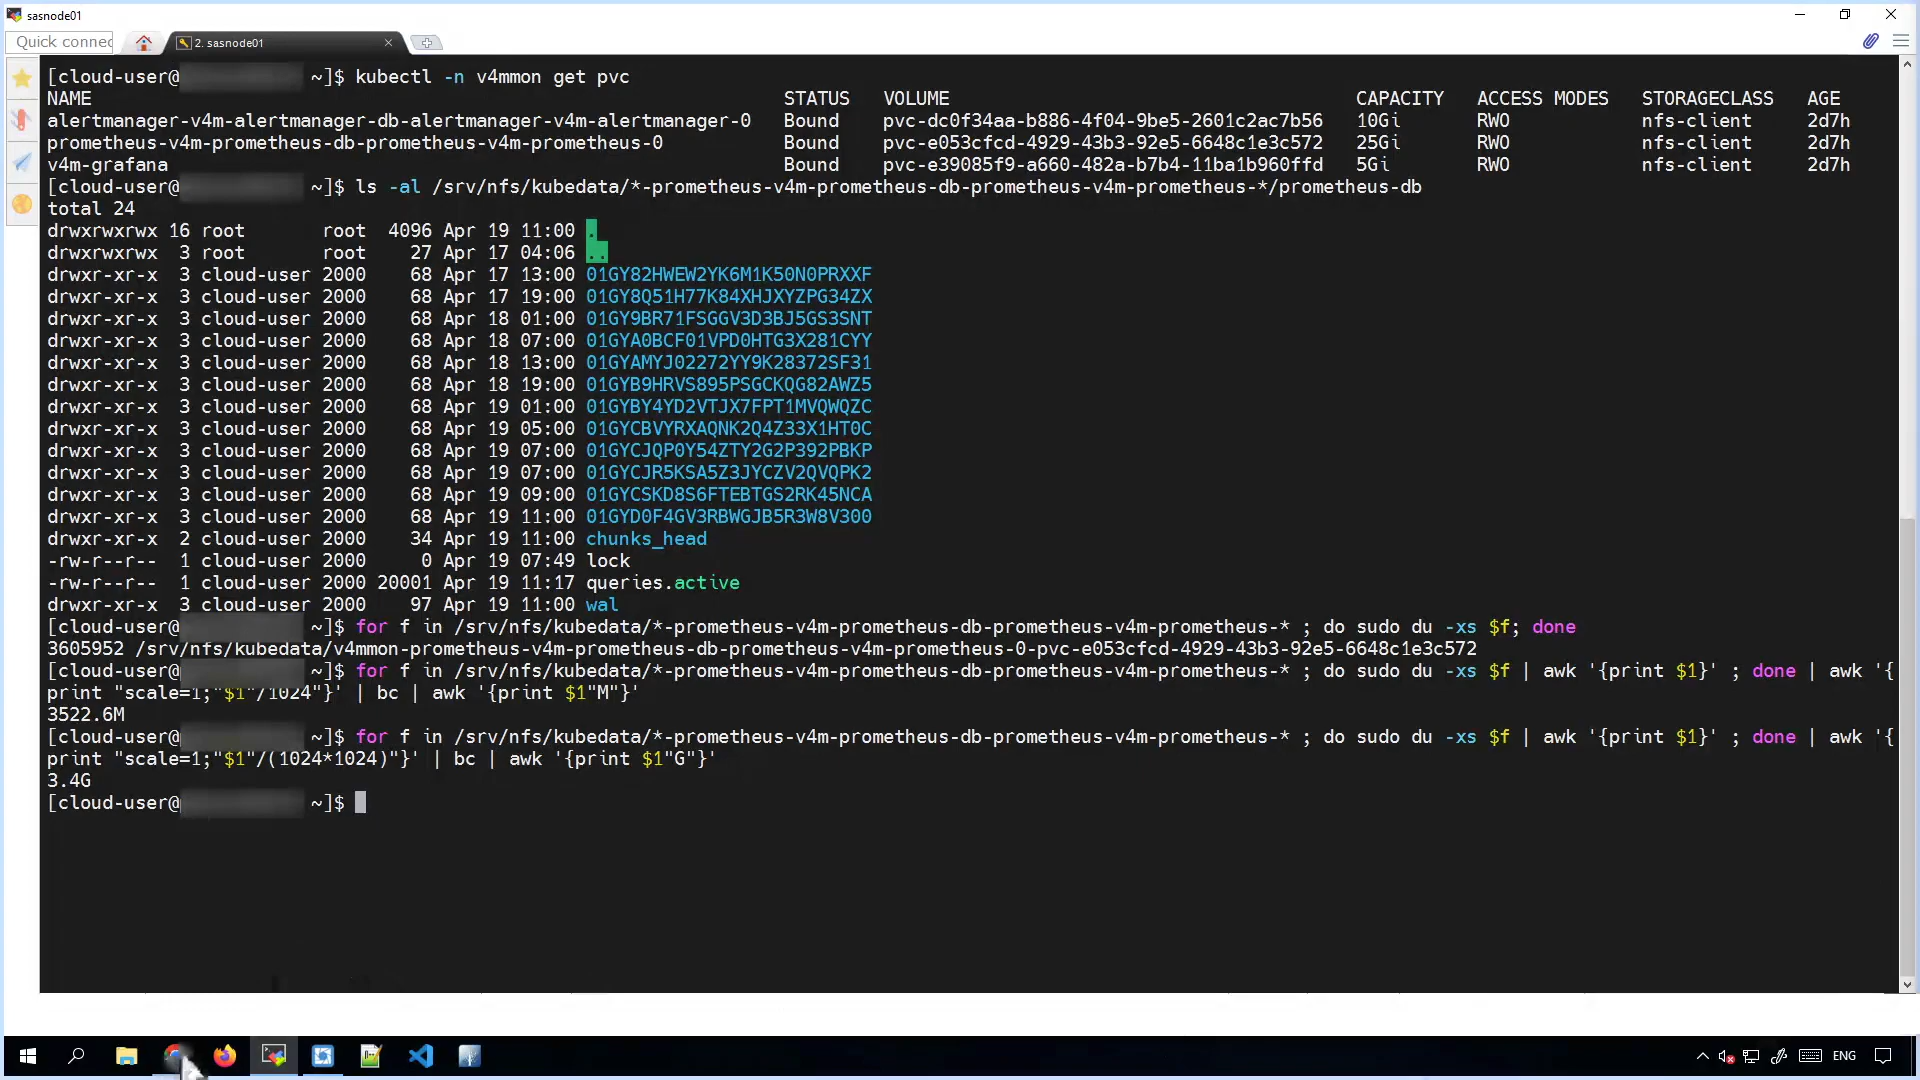 sasnode01
Quick connec
2. sasnode01
[cloud-user@ ~]$ kubectl -n v4mmon get pvc
NAME STATUS VOLUME CAPACITY ACCESS MODES STORAGECLASS AGE
alertmanager-v4m-alertmanager-db-alertmanager-v4m-alertmanager-0 Bound pvc-dc0f34aa-b886-4f04-9be5-2601c2ac7b56 10Gi RWO nfs-client 2d7h
prometheus-v4m-prometheus-db-prometheus-v4m-prometheus-0 Bound pvc-e053cfcd-4929-43b3-92e5-6648c1e3c572 25Gi RWO nfs-client 2d7h
v4m-grafana Bound pvc-e39085f9-a660-482a-b7b4-11ba1b960ffd 5Gi RWO nfs-client 2d7h
[cloud-user@ ~]$ ls -al /srv/nfs/kubedata/*-prometheus-v4m-prometheus-db-prometheus-v4m-prometheus-*/prometheus-db
total 24
drwxrwxrwx 16 root root 4096 Apr 19 11:00 .
drwxrwxrwx 3 root root 27 Apr 17 04:06 ..
drwxr-xr-x 3 cloud-user 2000 68 Apr 17 13:00 01GY82HWEW2YK6M1K50N0PRXXF
drwxr-xr-x 3 cloud-user 2000 68 Apr 17 19:00 01GY8Q51H77K84XHJXYZPG34ZX
drwxr-xr-x 3 cloud-user 2000 68 Apr 18 01:00 01GY9BR71FSGGV3D3BJ5GS3SNT
drwxr-xr-x 3 cloud-user 2000 68 Apr 18 07:00 01GYA0BCF01VPD0HTG3X281CYY
drwxr-xr-x 3 cloud-user 2000 68 Apr 18 13:00 01GYAMYJ02272YY9K28372SF31
drwxr-xr-x 3 cloud-user 2000 68 Apr 18 19:00 01GYB9HRVS895PSGCKQG82AWZ5
drwxr-xr-x 3 cloud-user 2000 68 Apr 19 01:00 01GYBY4YD2VTJX7FPT1MVQWQZC
drwxr-xr-x 3 cloud-user 2000 68 Apr 19 05:00 01GYCBVYRXAQNK2Q4Z33X1HT0C
drwxr-xr-x 3 cloud-user 2000 68 Apr 19 07:00 01GYCJQP0Y54ZTY2G2P392PBKP
drwxr-xr-x 3 cloud-user 2000 68 Apr 19 07:00 01GYCJR5KSA5Z3JYCZV2QVQPK2
drwxr-xr-x 3 cloud-user 2000 68 Apr 19 09:00 01GYCSKD8S6FTEBTGS2RK45NCA
drwxr-xr-x 3 cloud-user 2000 68 Apr 19 11:00 01GYD0F4GV3RBWGJB5R3W8V300
drwxr-xr-x 2 cloud-user 2000 34 Apr 19 11:00 chunks_head
-rw-r--r-- 1 cloud-user 2000 0 Apr 19 07:49 lock
-rw-r--r-- 1 cloud-user 2000 20001 Apr 19 11:17 queries.active
drwxr-xr-x 3 cloud-user 2000 97 Apr 19 11:00 wal
[cloud-user@ ~]$ for f in /srv/nfs/kubedata/*-prometheus-v4m-prometheus-db-prometheus-v4m-prometheus-* ; do sudo du -xs $f; done
3605952 /srv/nfs/kubedata/v4mmon-prometheus-v4m-prometheus-db-prometheus-v4m-prometheus-0-pvc-e053cfcd-4929-43b3-92e5-6648c1e3c572
[cloud-user@ ~]$ for f in /srv/nfs/kubedata/*-prometheus-v4m-prometheus-db-prometheus-v4m-prometheus-* ; do sudo du -xs $f | awk '{print $1}' ; done | awk '{
print "scale=1;"$1"/1024"}' | bc | awk '{print $1"M"}'
3522.6M
[cloud-user@ ~]$ for f in /srv/nfs/kubedata/*-prometheus-v4m-prometheus-db-prometheus-v4m-prometheus-* ; do sudo du -xs $f | awk '{print $1}' ; done | awk '{
print "scale=1;"$1"/(1024*1024)"}' | bc | awk '{print $1"G"}'
3.4G
[cloud-user@ ~]$
ENG